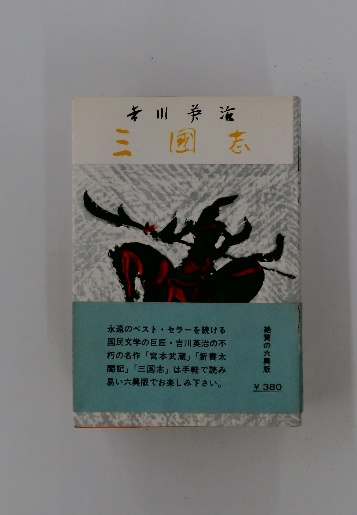 吉川英治
三國志
永遠のベスト・セラーを続ける
国民文学の巨匠・吉川英治の不
朽の名作「宮本武蔵」「新書太
閤記」「三国志」は手軽で読み
易い六興版でお楽しみ下さい。
絶賛の六興版
¥380